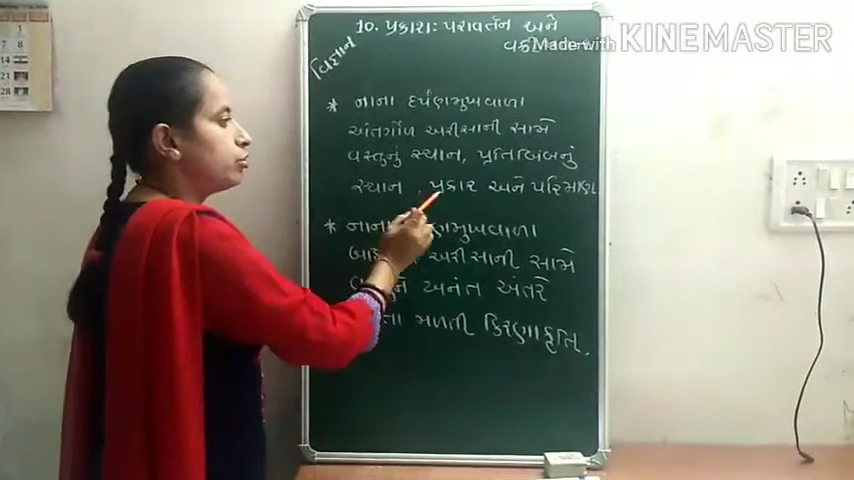 10. પ્રકાશ: પરાવર્તન અને
વક્રી
Made with KINEMASTER
વિજ્ઞાન
* નાના દર્પણમુખવાળા
અંતર્ગોળ અરીસાની સામે
વસ્તુનું સ્થાન, પ્રતિબિંબનું
સ્થાન, પ્રકાર અને પરિમાણ
* નાના મુખવાળા
અરીસાની સામે
અનંત અંતરે
મળતી કિરણાકૃતિ.